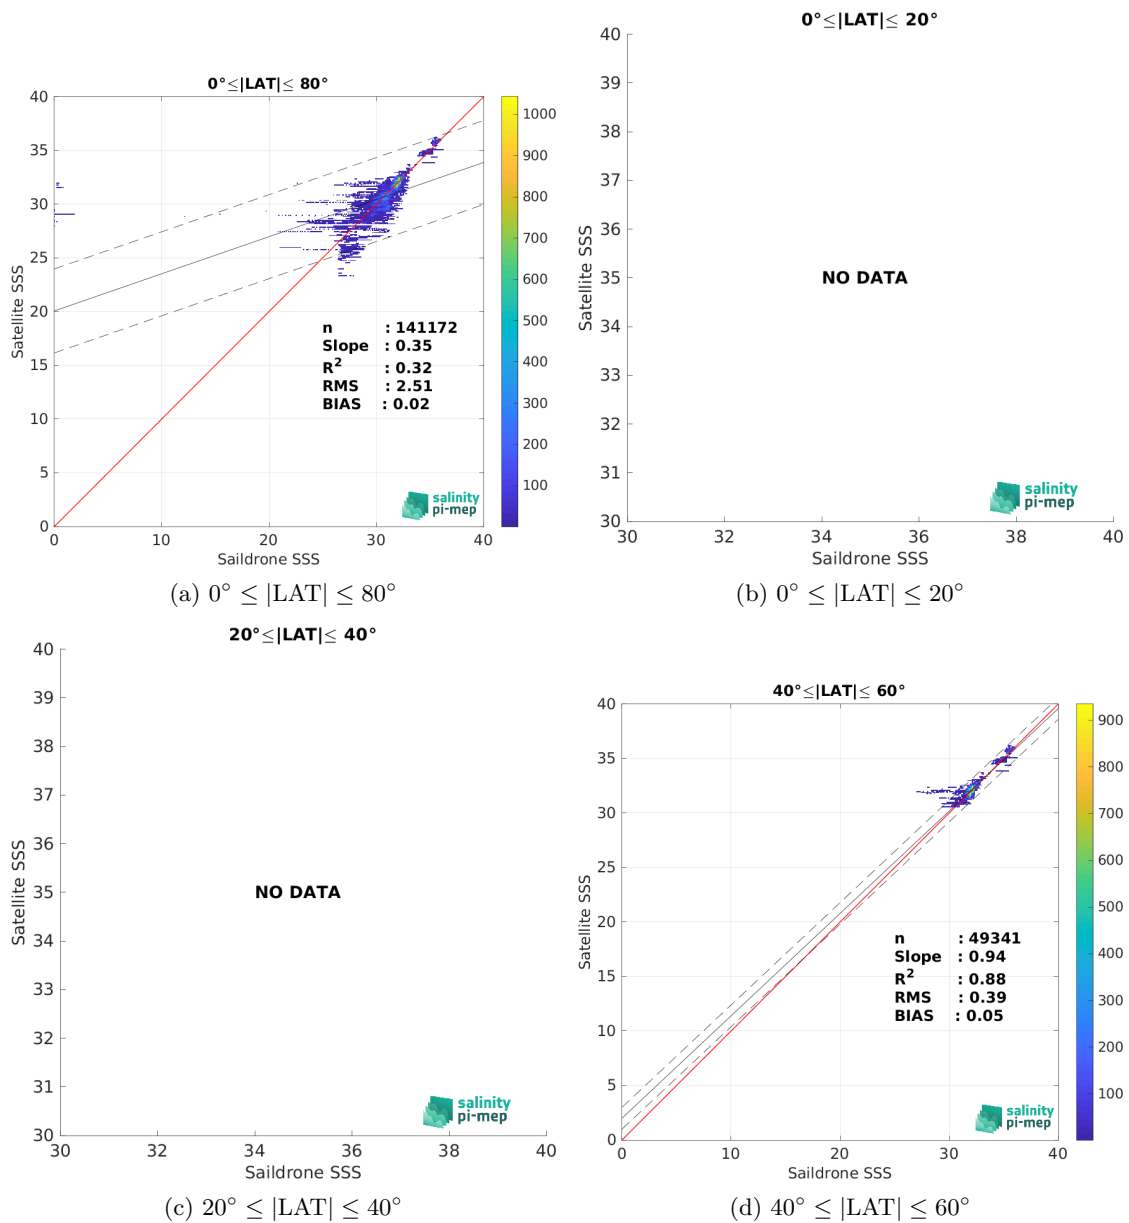 0°≤|LAT|≤ 80°
40
35
30
25
20
15
10
5
0
0
10
20
30
40
Satellite SSS
Saildrone SSS
n : 141172
Slope : 0.35
R² : 0.32
RMS : 2.51
BIAS : 0.02
salinity
pi-mep
1000
900
800
700
600
500
400
300
200
100
(a) 0° ≤ |LAT| ≤ 80°
0°≤|LAT|≤ 20°
40
39
38
37
36
35
34
33
32
31
30
30
32
34
36
38
40
Satellite SSS
Saildrone SSS
NO DATA
salinity
pi-mep
(b) 0° ≤ |LAT| ≤ 20°
20°≤|LAT|≤ 40°
40
39
38
37
36
35
34
33
32
31
30
30
32
34
36
38
40
Satellite SSS
Saildrone SSS
NO DATA
salinity
pi-mep
(c) 20° ≤ |LAT| ≤ 40°
40°≤|LAT|≤ 60°
40
35
30
25
20
15
10
5
0
0
10
20
30
40
Satellite SSS
Saildrone SSS
n : 49341
Slope : 0.94
R² : 0.88
RMS : 0.39
BIAS : 0.05
salinity
pi-mep
900
800
700
600
500
400
300
200
100
(d) 40° ≤ |LAT| ≤ 60°